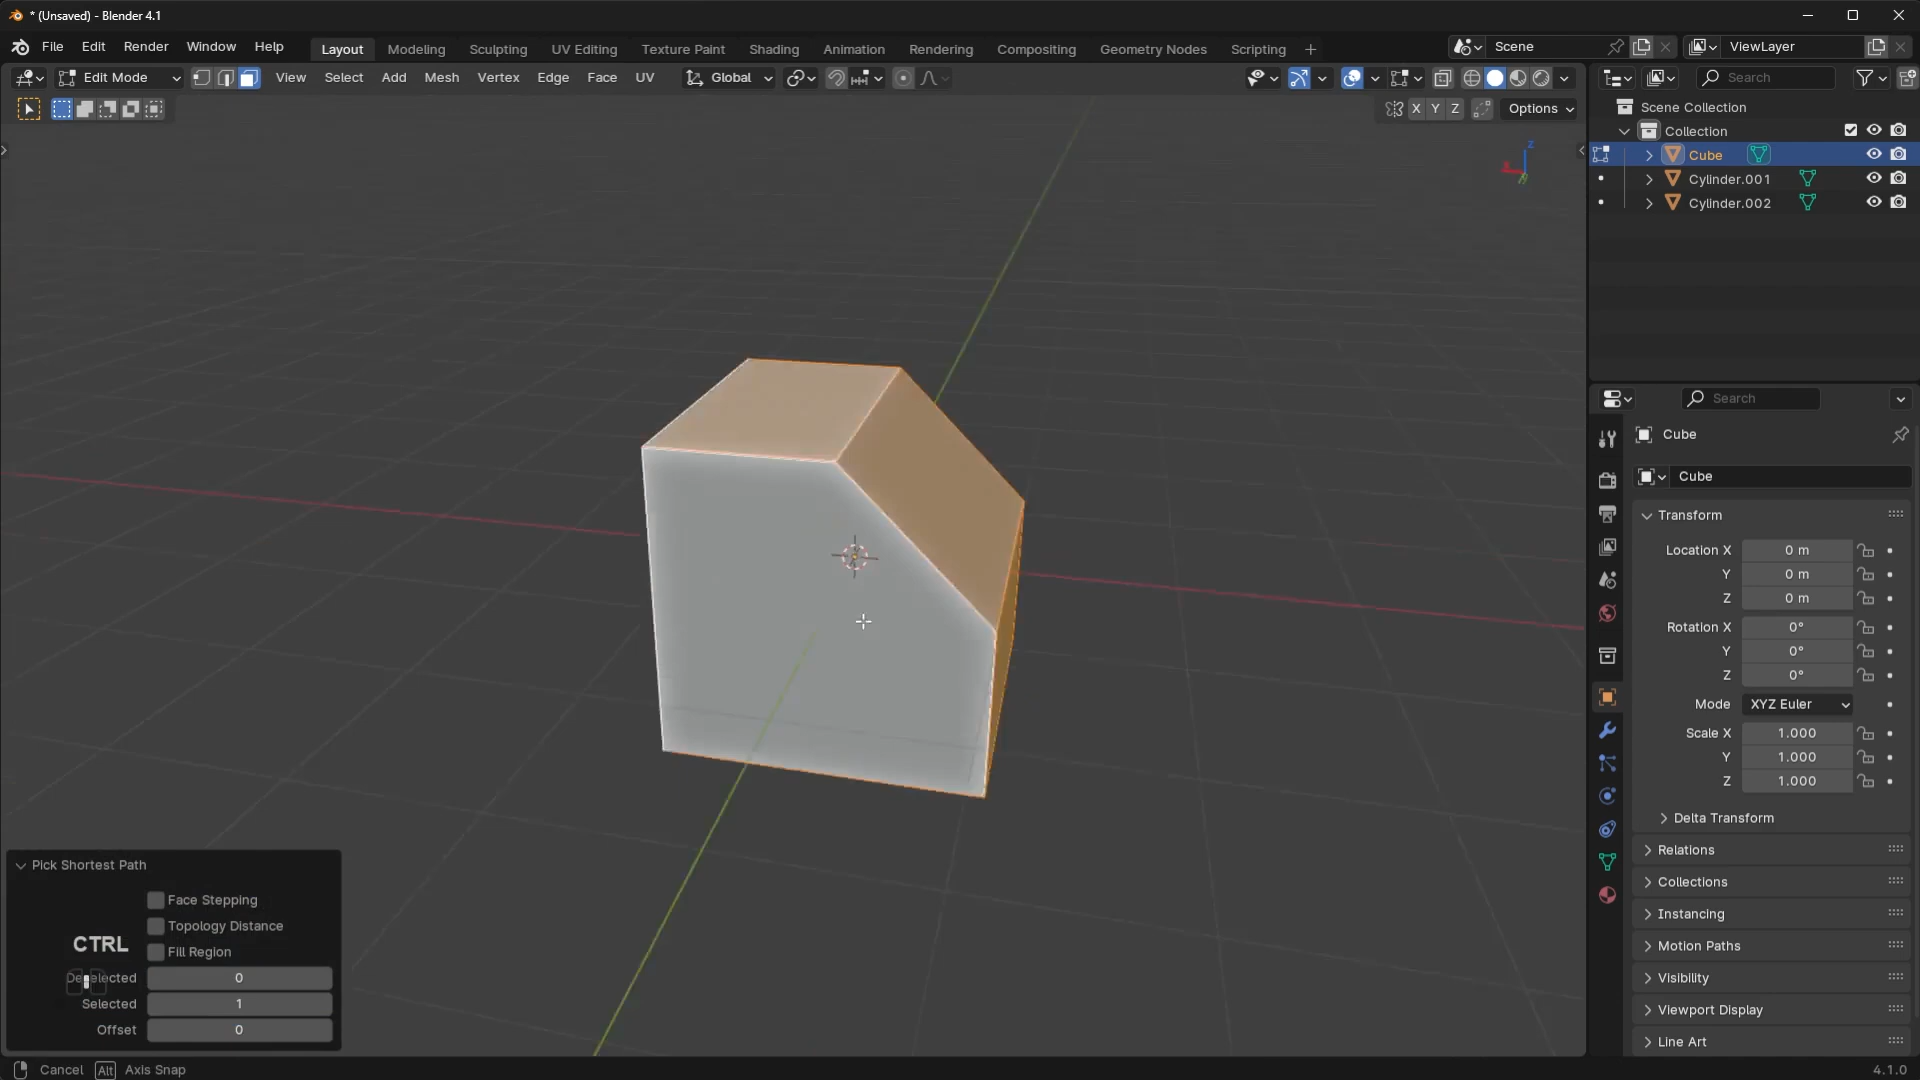 * (Unsaved) - Blender 4.1
File Edit Render Window Help Layout Modeling Sculpting UV Editing Texture Paint Shading Animation Rendering Compositing Geometry Nodes Scripting + Scene ViewLayer
Edit Mode View Select Add Mesh Vertex Edge Face UV Global Search
X Y Z Options
Scene Collection
Collection
Cube
Cylinder.001
Cylinder.002
Z
Search
Cube
Cube
Transform
Location X 0 m
Y 0 m
Z 0 m
Rotation X 0°
Y 0°
Z 0°
Mode XYZ Euler
Scale X 1.000
Y 1.000
Z 1.000
Delta Transform
Relations
Collections
Instancing
Motion Paths
Visibility
Viewport Display
Line Art
Pick Shortest Path
Face Stepping
Topology Distance
CTRL
Fill Region
Deselected 0
Selected 1
Offset 0
Cancel Alt Axis Snap 4.1.0